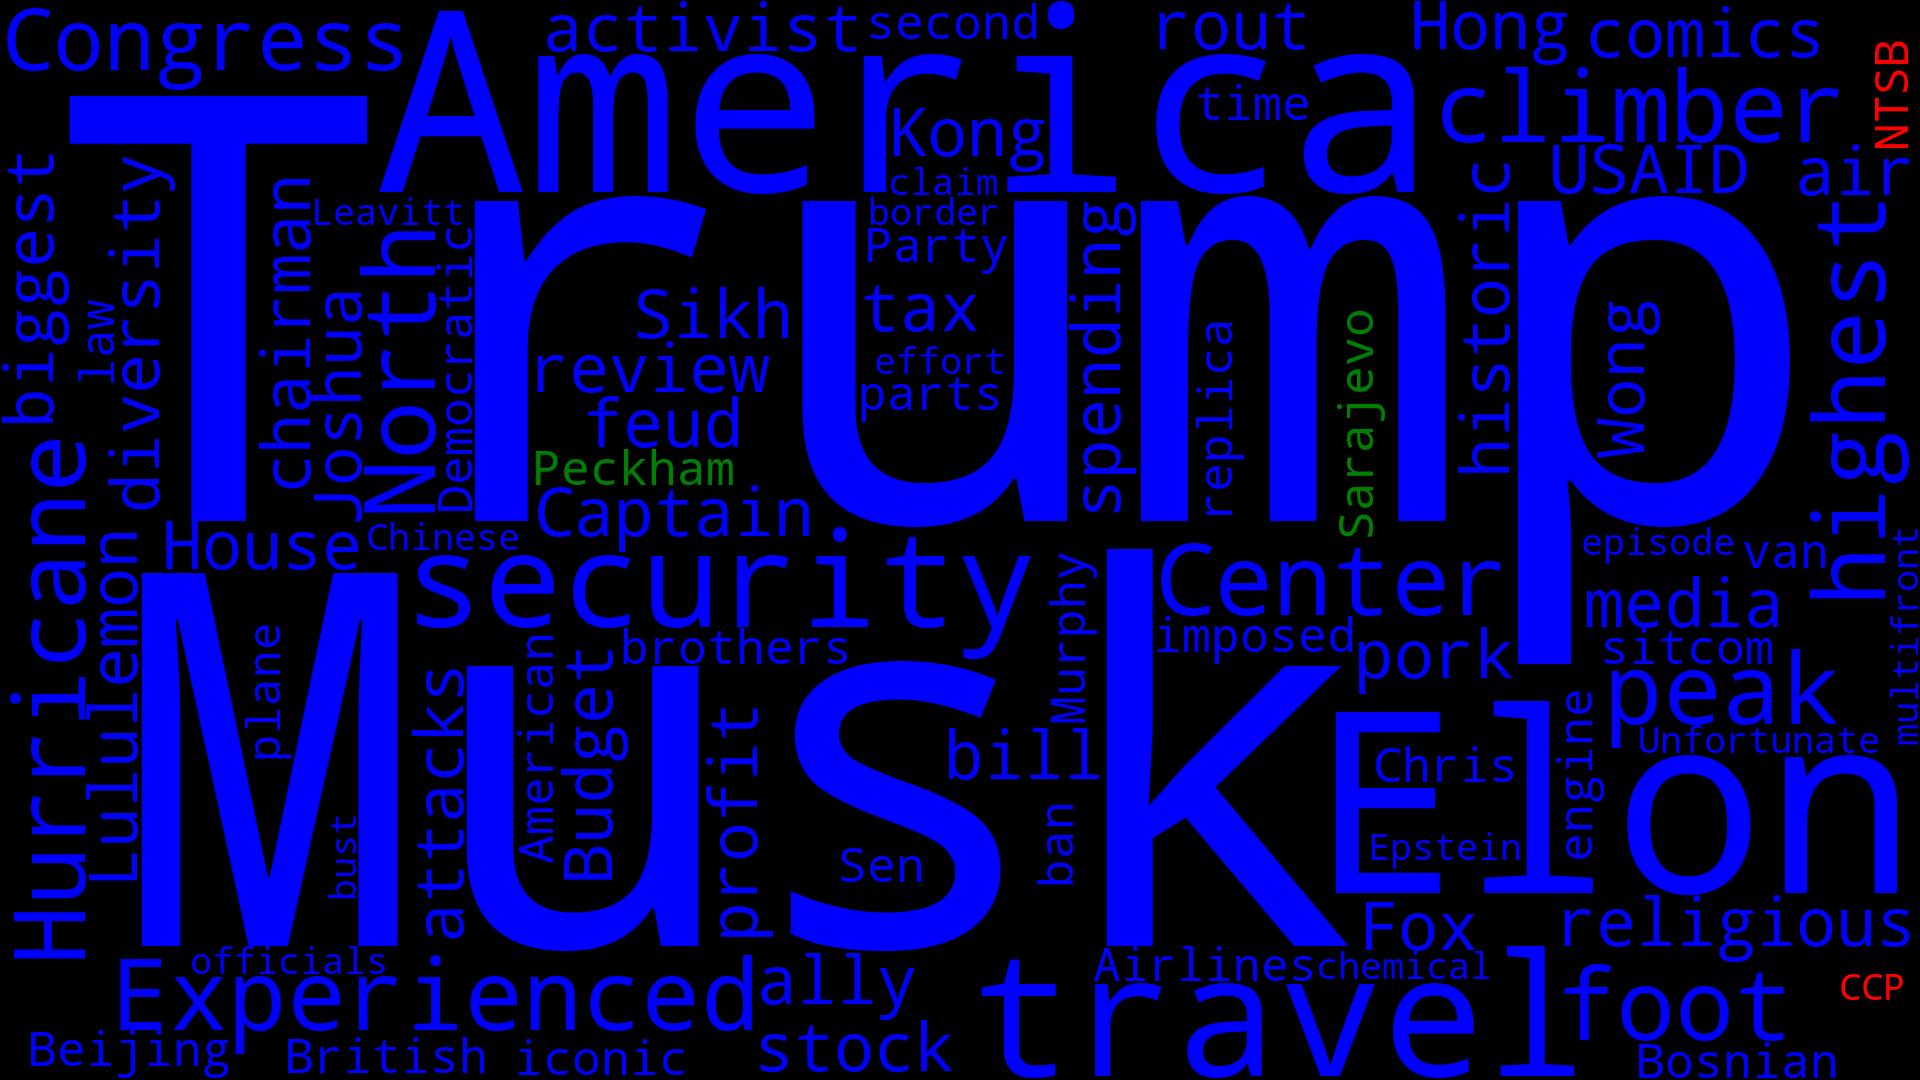 Congress
America
activist
second
rout
Hong
comics
NTSB
Kong
time
climber
claim
USAID
air
Trump
biggest
law
diversity
chairman
Leavitt
Joshua
North
Democratic
border
Party
Sikh
tax
review
effort
parts
feud
Peckham
Captain
spending
replica
Sarajevo
historic
Wong
highest
Hurricane
Lululemon
House
Chinese
security
Murphy
Center
episode
van
multifront
Musk
plane
bust
attacks
American
Budget
brothers
profit
imposed
pork
media
sitcom
peak
Unfortunate
bill
ban
Sen
Elon
Chris
Epstein
engine
Fox
religious
officials
Experienced
ally
Airlines
chemical
travel
foot
CCP
Beijing
British
iconic
stock
Bosnian